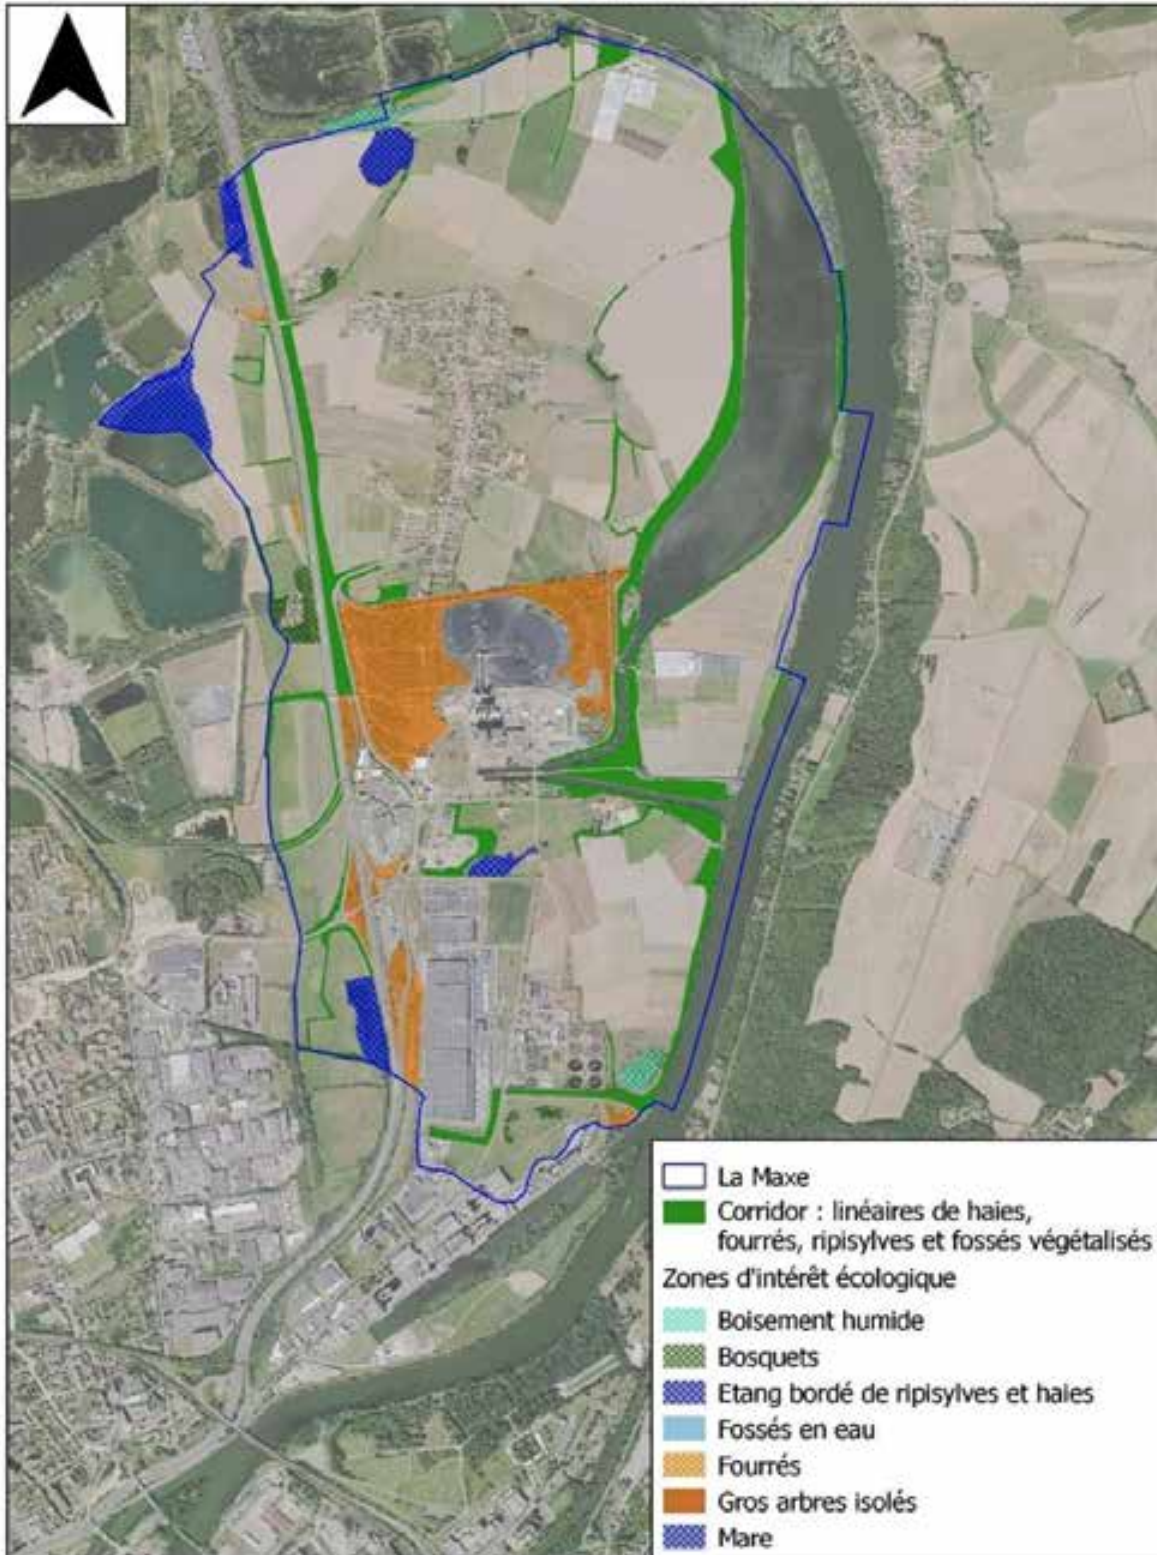 La Maxe
Corridor : linéaires de haies,
fourrés, ripisylves et fossés végétalisés
Zones d'intérêt écologique
Boisement humide
Bosquets
Etang bordé de ripisylves et haies
Fossés en eau
Fourrés
Gros arbres isolés
Mare